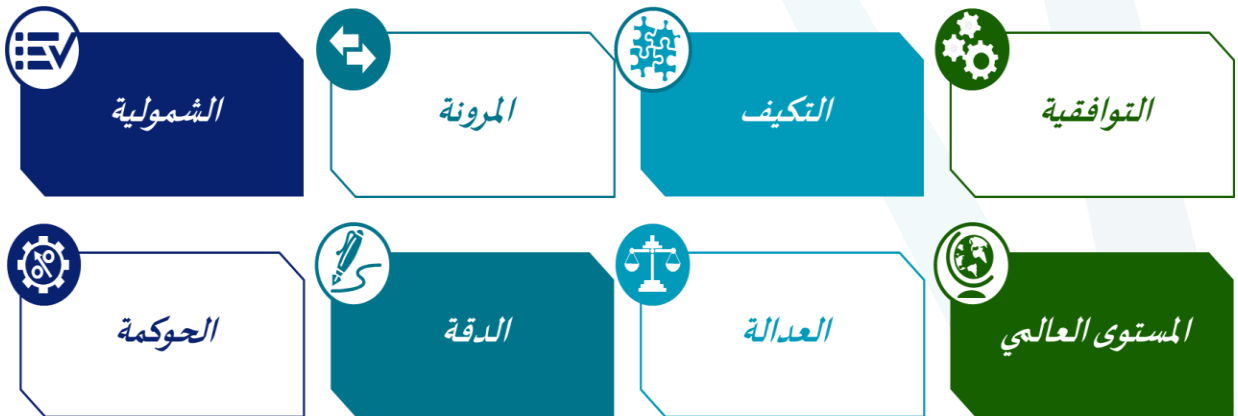 التوافقية
التكيف
المرونة
الشمولية
المستوى العالمي
العدالة
الدقة
الحوكمة